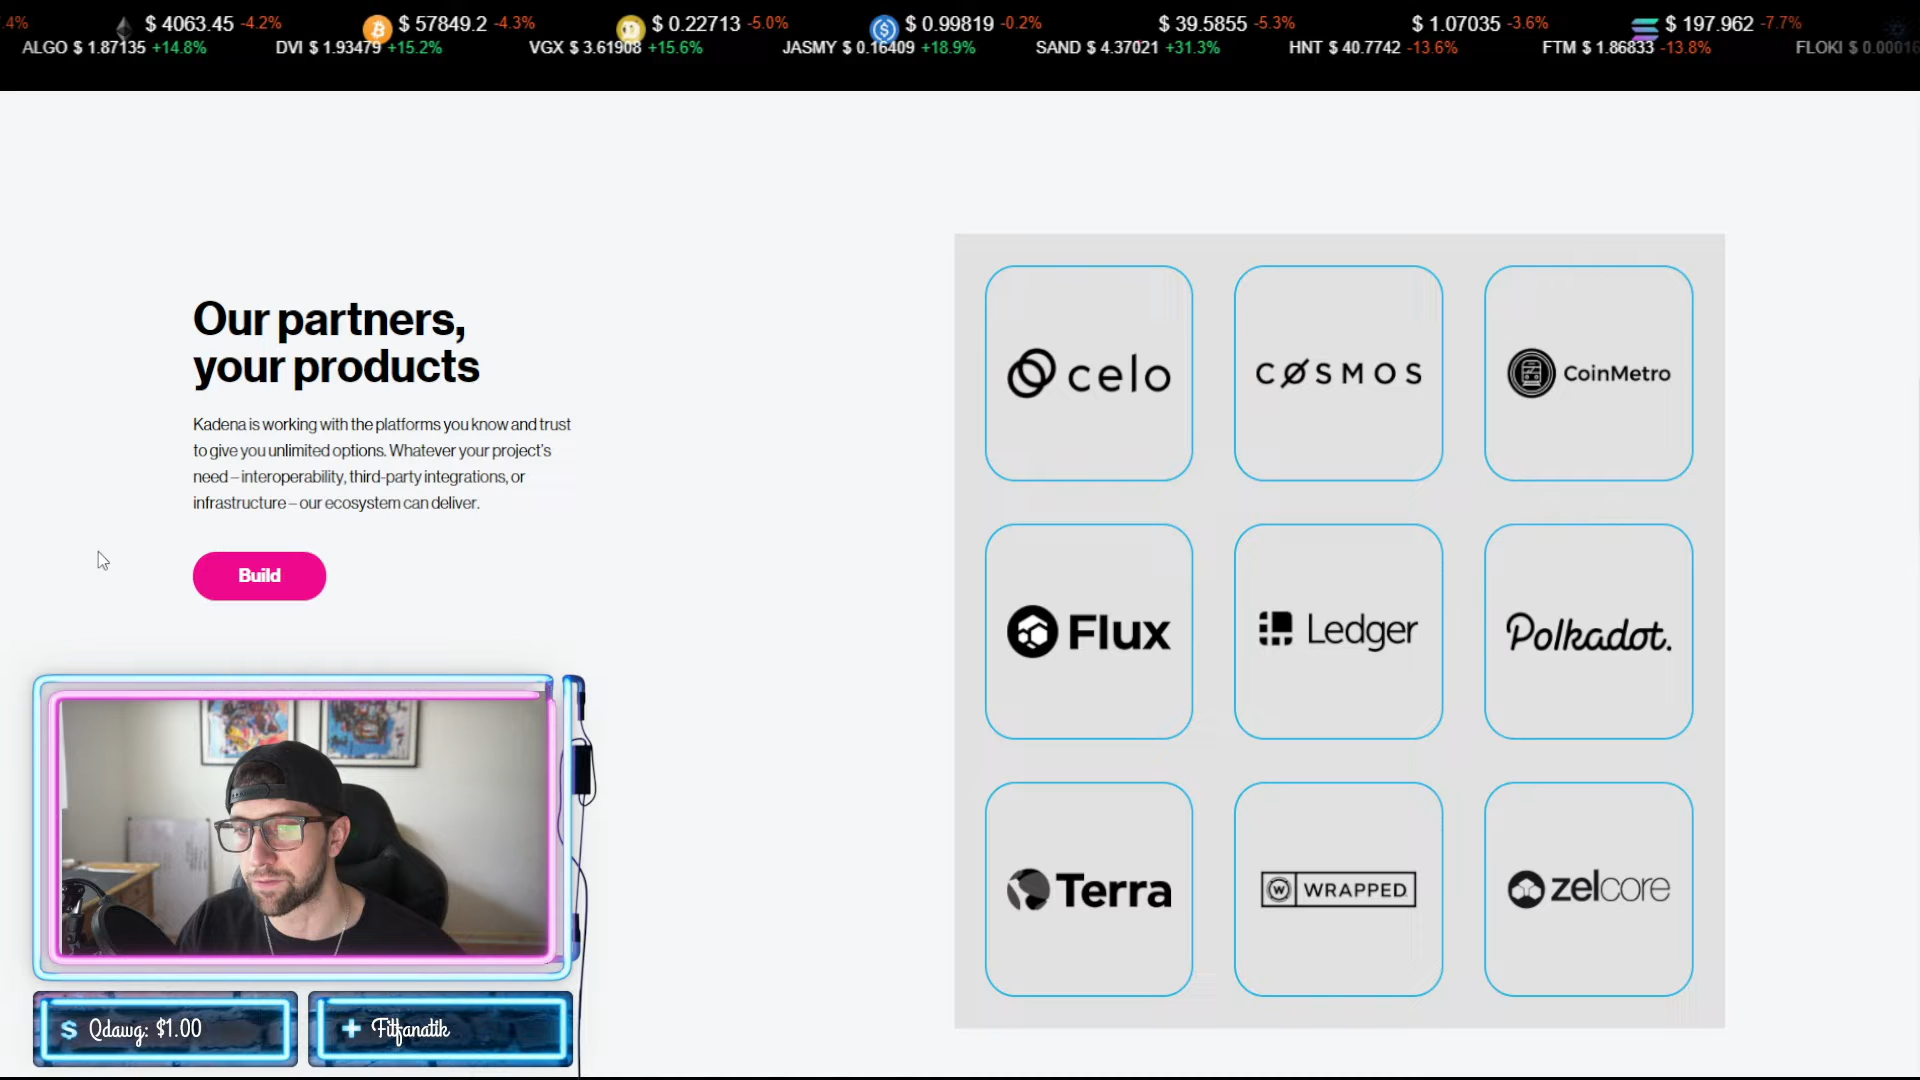 .4% $ 4063.45 -4.2% $ 57849.2 -4.3% $ 0.22713 -5.0% $ 0.99819 -0.2% $ 39.5855 -5.3% $ 1.07035 -3.6% $ 197.962 -7.7%
ALGO $ 1.87135 +14.8% DVI $ 1.93479 +15.2% VGX $ 3.61908 +15.6% JASMY $ 0.16409 +18.9% SAND $ 4.37021 +31.3% HNT $ 40.7742 -13.6% FTM $ 1.86833 -13.8% FLOKI $ 0.00016
Our partners,
your products
Kadena is working with the platforms you know and trust
to give you unlimited options. Whatever your project's
need – interoperability, third-party integrations, or
infrastructure – our ecosystem can deliver.
Build
celo
COSMOS
CoinMetro
Flux
Ledger
Polkadot.
Terra
W WRAPPED
zelcore
$ Qdawg: $1.00
+ Fitfanatik